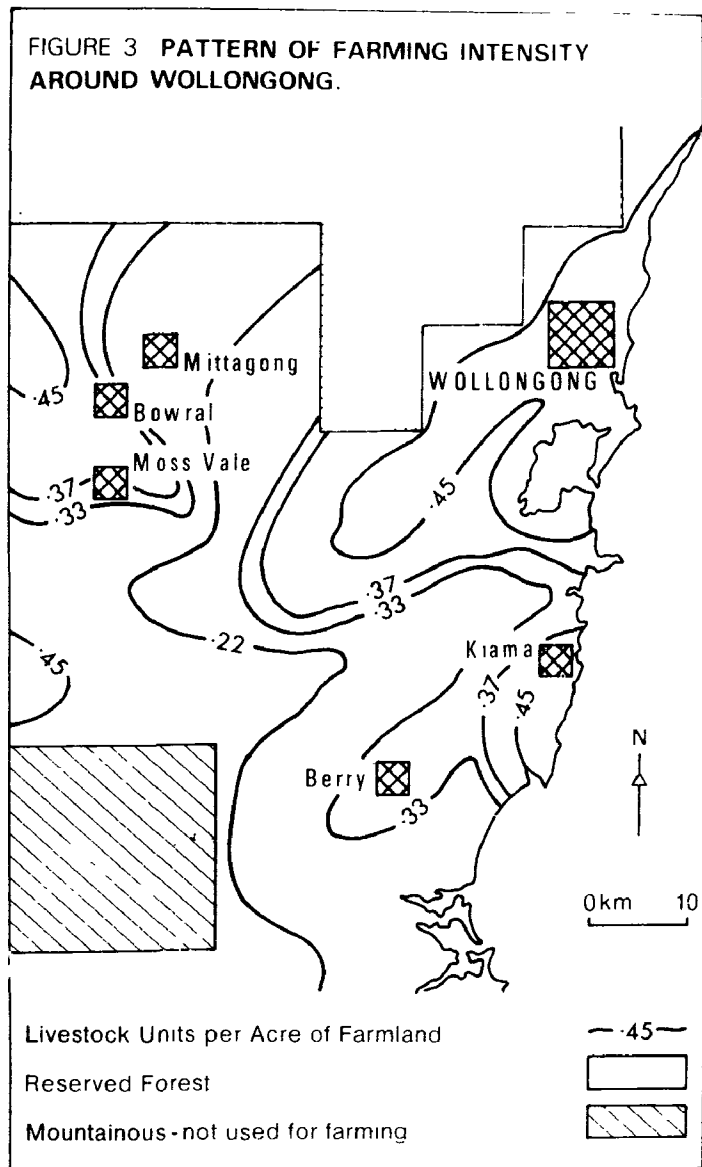 FIGURE 3 PATTERN OF FARMING INTENSITY
AROUND WOLLONGONG.
Mittagong
WOLLONGONG
.45
Bowral
Moss Vale
.45
.37
.33
.37
.33
.22
.45
Kiama
.37
.45
N
Berry
.33
0km 10
Livestock Units per Acre of Farmland
.45
Reserved Forest
Mountainous - not used for farming